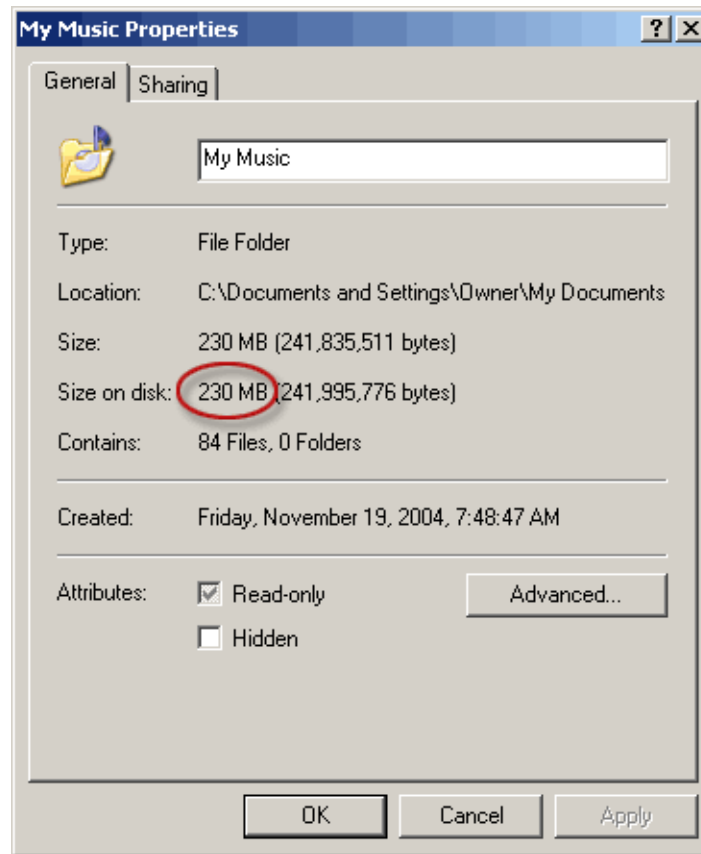 My Music Properties
General Sharing
My Music
Type: File Folder
Location: C:\Documents and Settings\Owner\My Documents
Size: 230 MB (241,835,511 bytes)
Size on disk: 230 MB (241,995,776 bytes)
Contains: 84 Files, 0 Folders
Created: Friday, November 19, 2004, 7:48:47 AM
Attributes: Read-only Advanced...
Hidden
OK Cancel Apply